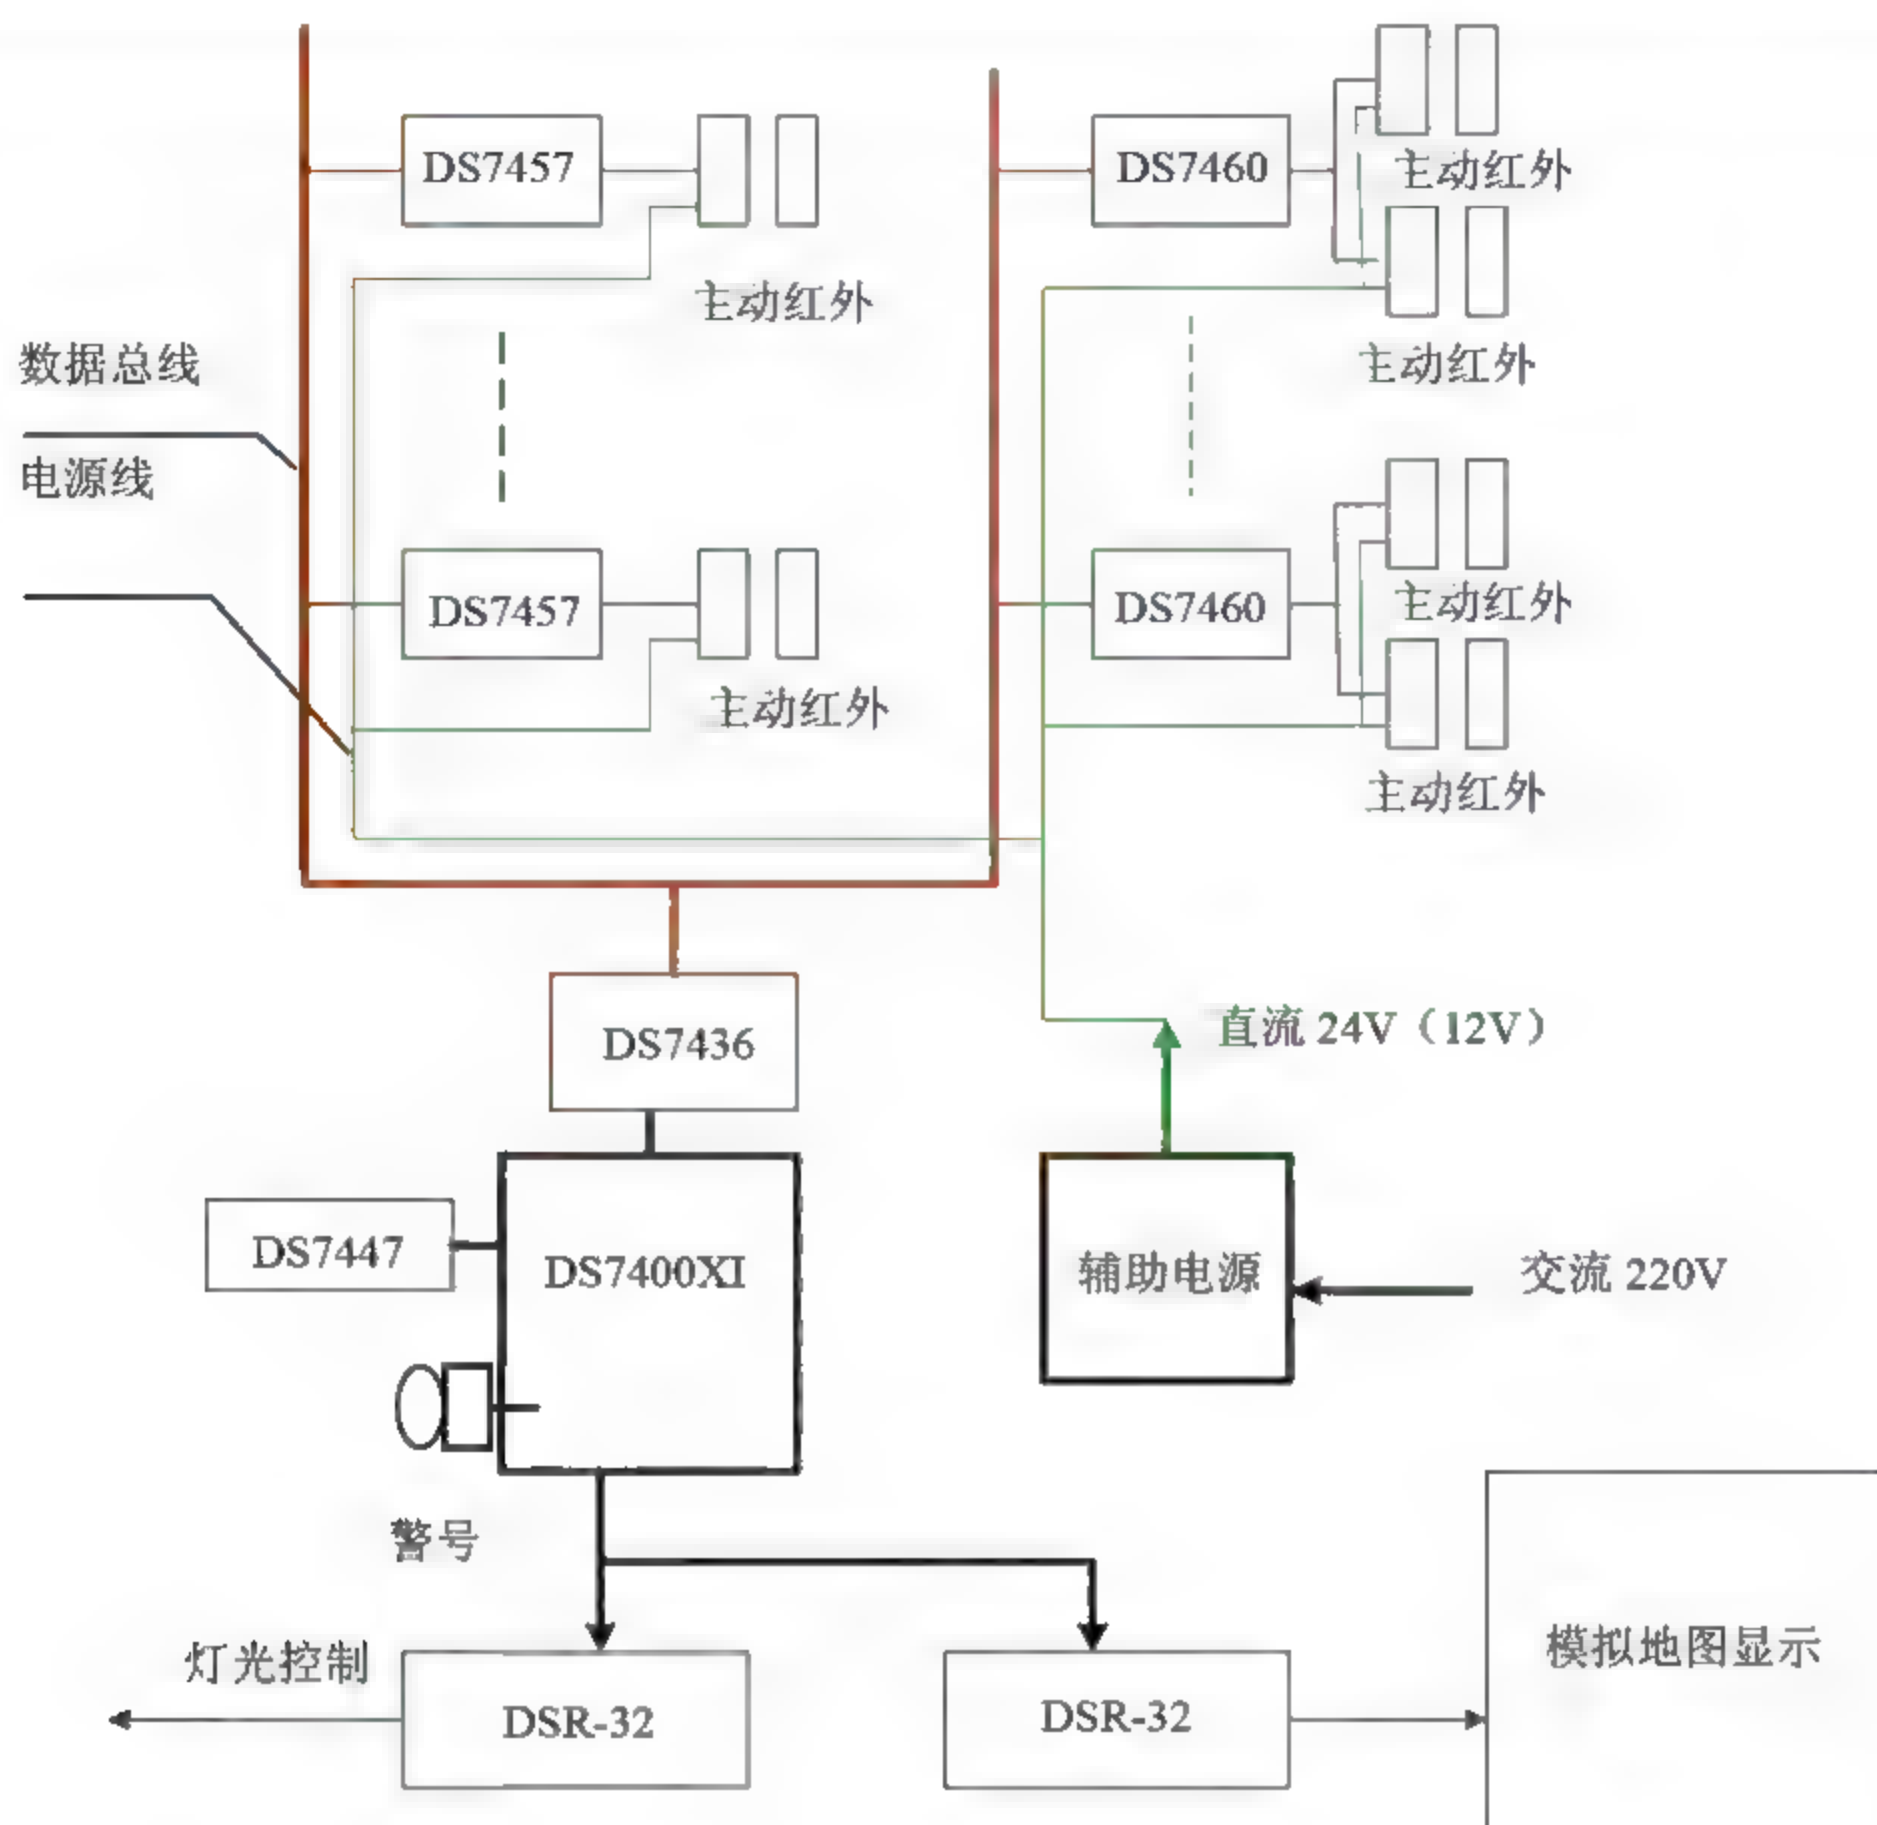 DS7457
DS7460
主动红外
主动红外
主动红外
数据总线
电源线
DS7457
DS7460
主动红外
主动红外
主动红外
DS7436
直流 24V（12V）
DS7447
DS7400XI
辅助电源
交流 220V
警号
灯光控制
DSR-32
DSR-32
模拟地图显示